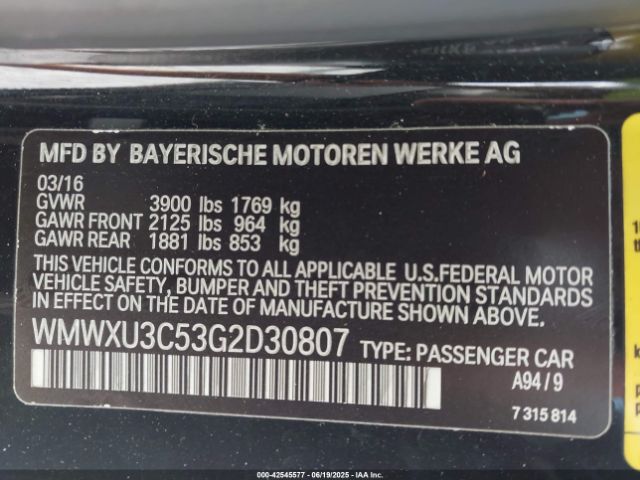 MFD BY BAYERISCHE MOTOREN WERKE AG
03/16
GVWR 3900 lbs 1769 kg
GAWR FRONT 2125 lbs 964 kg
GAWR REAR 1881 lbs 853 kg
THIS VEHICLE CONFORMS TO ALL APPLICABLE U.S.FEDERAL MOTOR
VEHICLE SAFETY, BUMPER AND THEFT PREVENTION STANDARDS
IN EFFECT ON THE DATE OF MANUFACTURE SHOWN ABOVE.
WMWXU3C53G2D30807 TYPE: PASSENGER CAR
A94 / 9
7 315 814
000-42545577 - 06/19/2025 - IAA Inc.